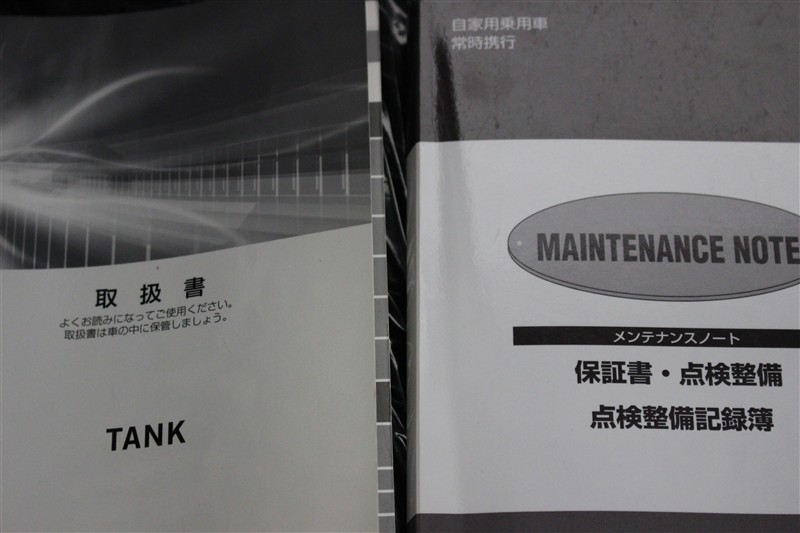 取扱書
よくお読みになってご使用ください。
取扱書は車の中に保管しましょう。
TANK
自家用乗用車
常時携行
MAINTENANCE NOTE
メンテナンスノート
保証書・点検整備
点検整備記録簿